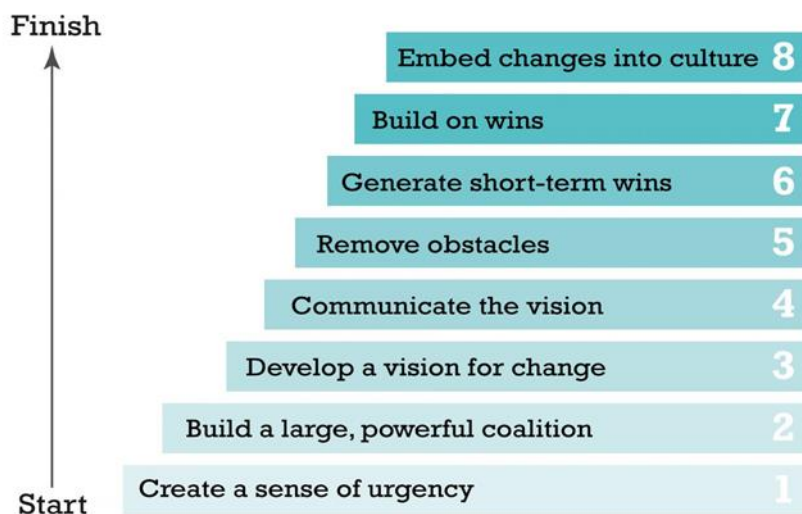 Finish
Embed changes into culture 8
Build on wins 7
Generate short-term wins 6
Remove obstacles 5
Communicate the vision 4
Develop a vision for change 3
Build a large, powerful coalition 2
Create a sense of urgency 1
Start